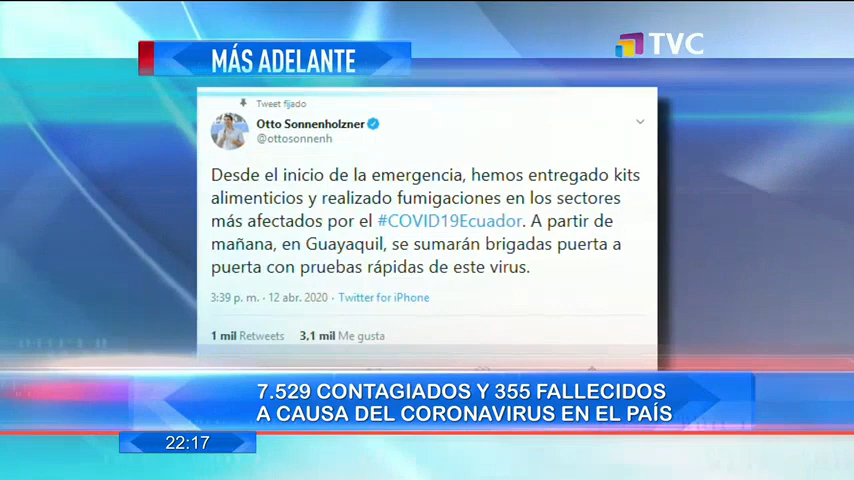 MÁS ADELANTE
TVC
Tweet fijado
Otto Sonnenholzner
@ottosonnenh
Desde el inicio de la emergencia, hemos entregado kits
alimenticios y realizado fumigaciones en los sectores
más afectados por el #COVID19Ecuador. A partir de
mañana, en Guayaquil, se sumarán brigadas puerta a
puerta con pruebas rápidas de este virus.
3:39 p. m. · 12 abr. 2020 · Twitter for iPhone
1 mil Retweets 3,1 mil Me gusta
7.529 CONTAGIADOS Y 355 FALLECIDOS
A CAUSA DEL CORONAVIRUS EN EL PAÍS
22:17